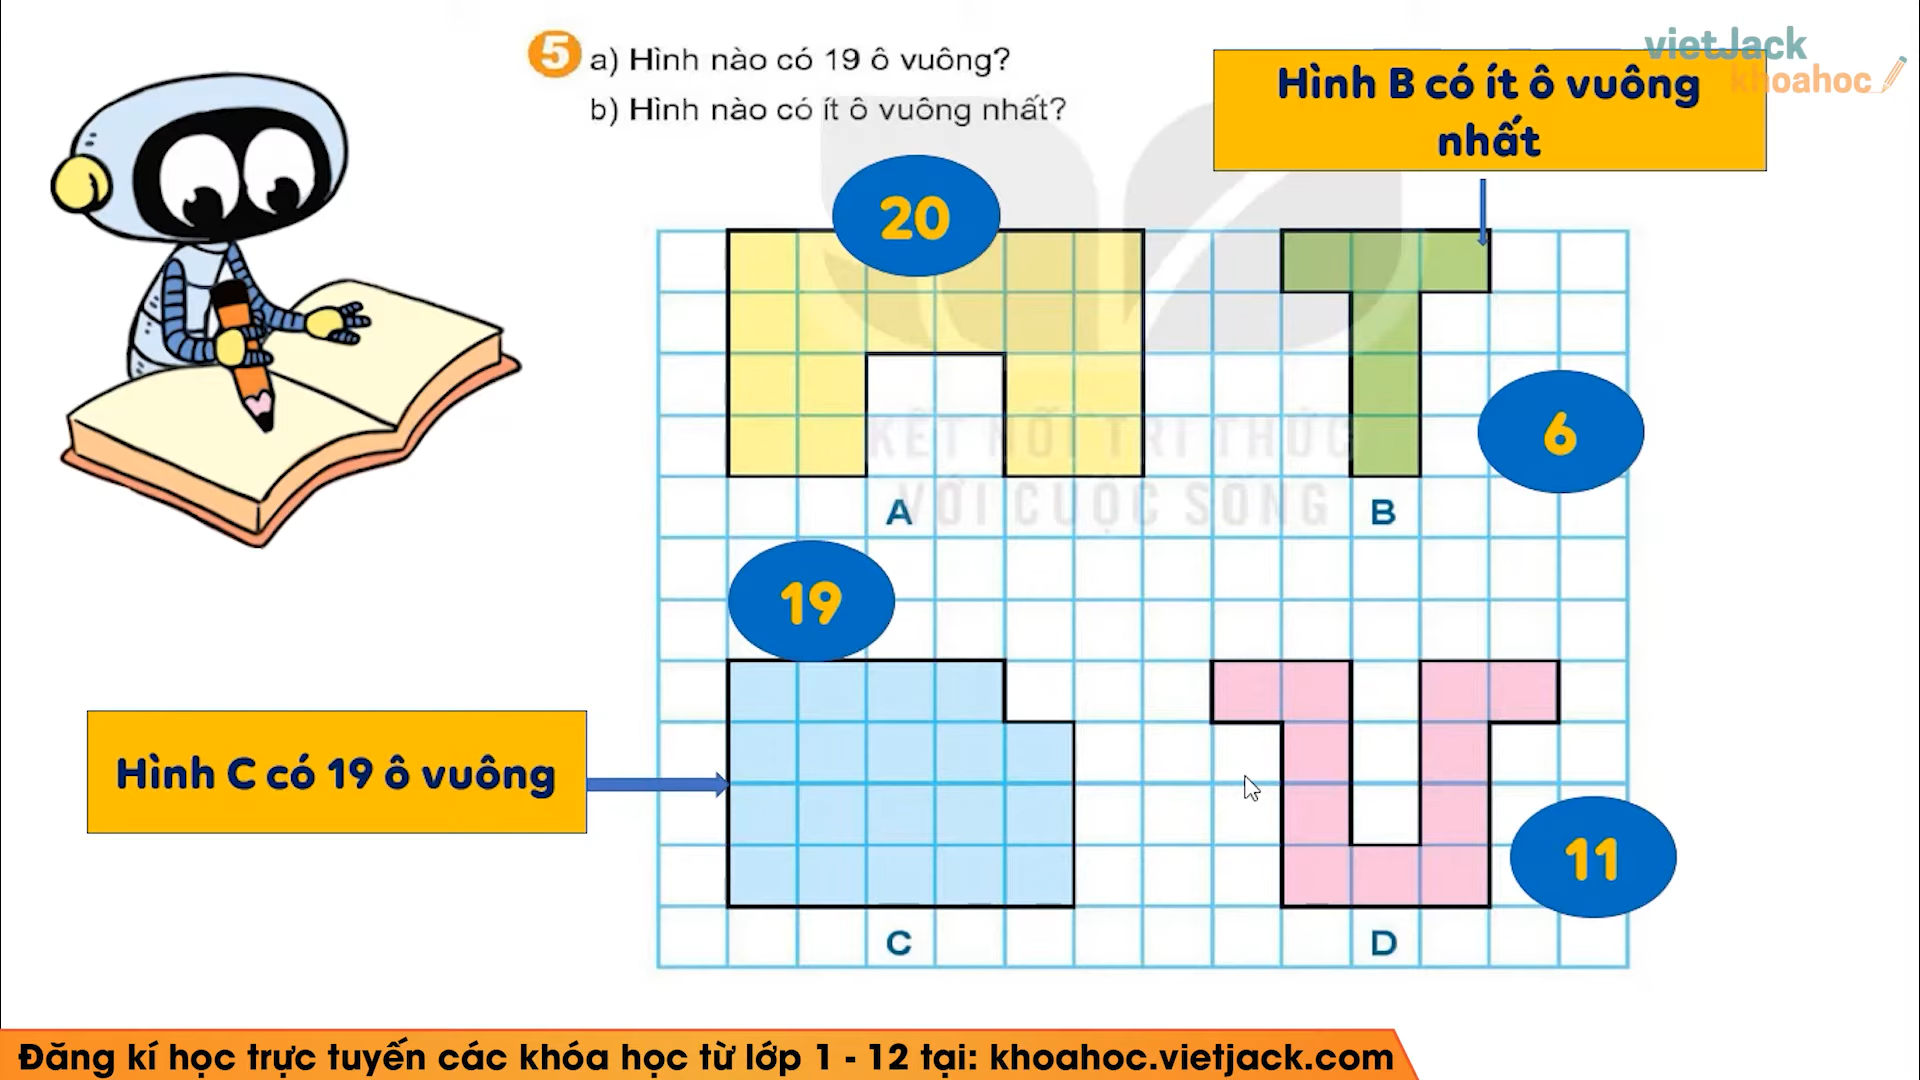 5 a) Hình nào có 19 ô vuông?
b) Hình nào có ít ô vuông nhất?
vietJack
khoahoc
Hình B có ít ô vuông
nhất
20
6
KẾT NỐI TRI THỨC
VỚI CUỘC SỐNG
A
B
19
Hình C có 19 ô vuông
11
C
D
Đăng kí học trực tuyến các khóa học từ lớp 1 - 12 tại: khoahoc.vietjack.com